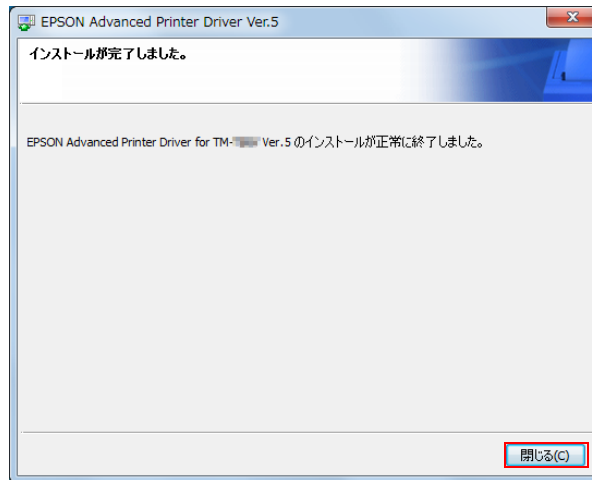 EPSON Advanced Printer Driver Ver.5
インストールが完了しました。
EPSON Advanced Printer Driver for TM- Ver.5 のインストールが正常に終了しました。
閉じる(C)